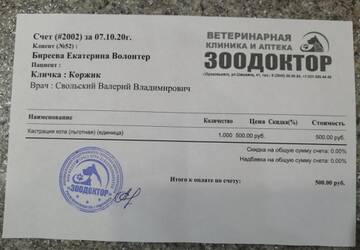 Счет (#2002) за 07.10.20г.
Клиент (№52) :
Биреева Екатерина Волонтер
Пациент :
Кличка : Коржик
Врач : Свольский Валерий Владимирович
ВЕТЕРИНАРНАЯ
КЛИНИКА И АПТЕКА
ЗООДОКТОР
Наименование Количество Цена Скидка(%) Стоимость
Кастрация кота (льготная) (единица) 1.000 500.00 руб. 500.00 руб.
Скидка на общую сумму счета: 0.00%
Надбавка на общую сумму счета: 0.00%
Итого к оплате по счету: 500.00 руб.
ЗООДОКТОР